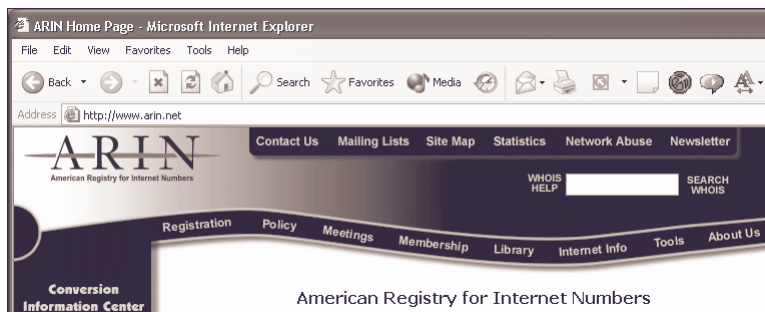 ARIN Home Page - Microsoft Internet Explorer
File Edit View Favorites Tools Help
Back Search Favorites Media
Address http://www.arin.net
ARIN
American Registry for Internet Numbers
Contact Us Mailing Lists Site Map Statistics Network Abuse Newsletter
WHOIS HELP
SEARCH WHOIS
Registration Policy Meetings Membership Library Internet Info Tools About Us
Conversion
Information Center
American Registry for Internet Numbers